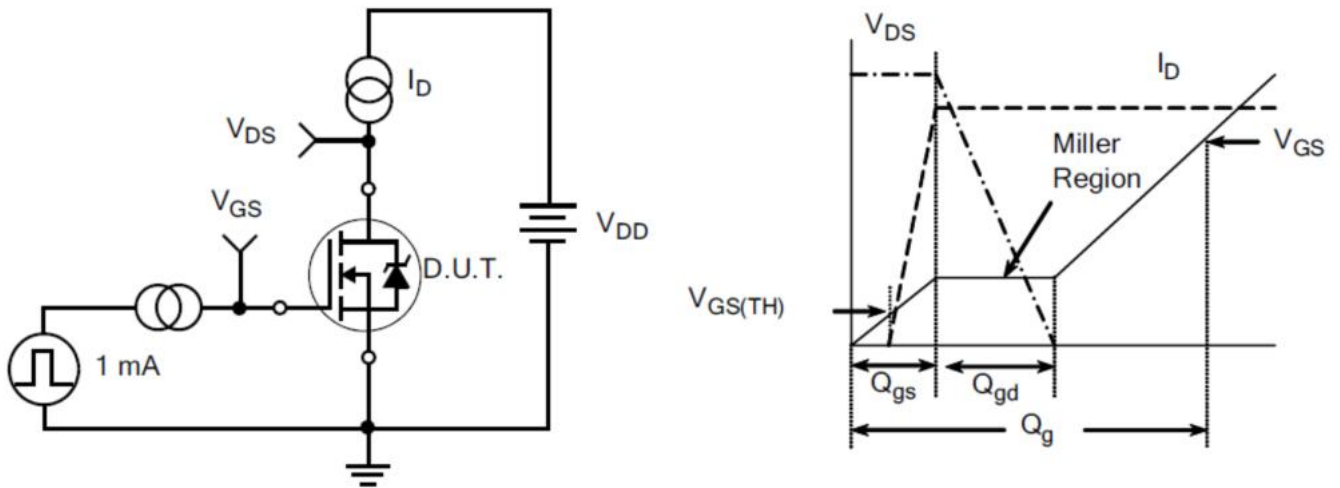 I_D
V_DS
V_GS
V_DD
D.U.T.
1 mA
V_DS
I_D
Miller
Region
V_GS
V_GS(TH)
Q_gs
Q_gd
Q_g